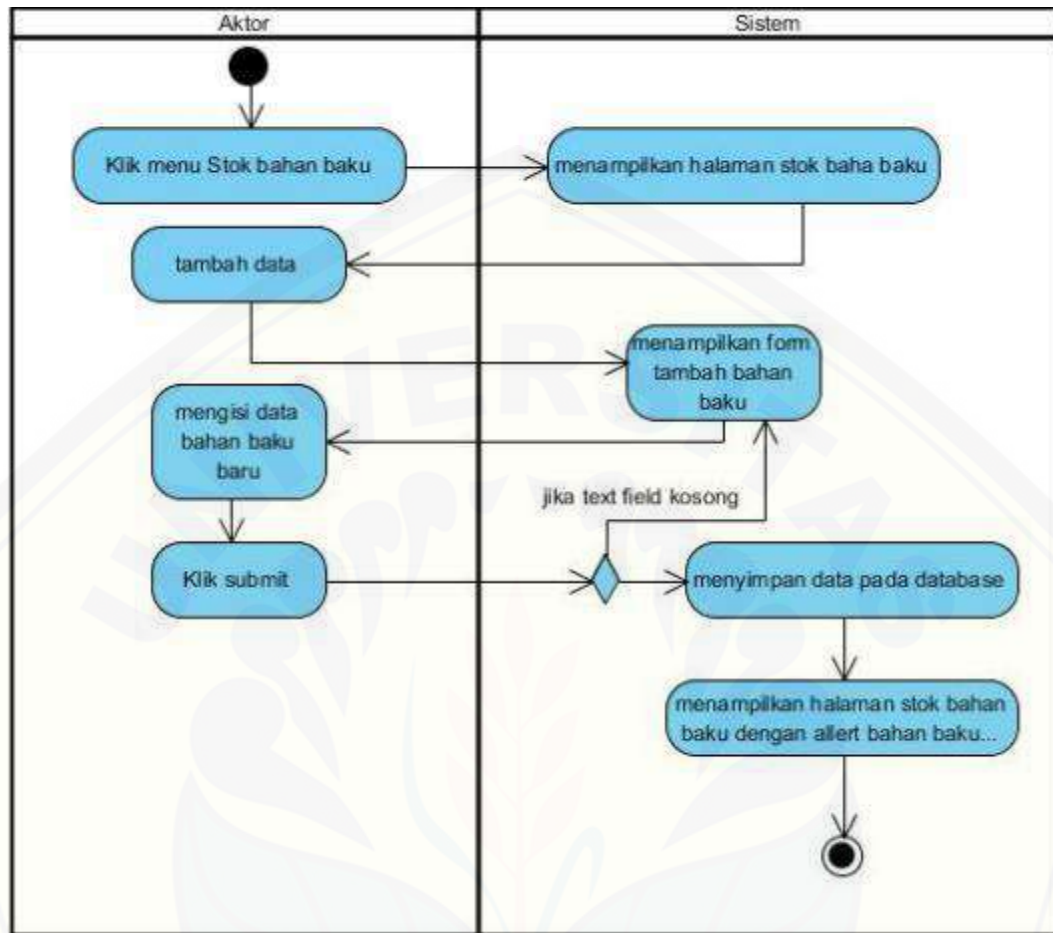 Aktor
Sistem
Klik menu Stok bahan baku
menampilkan halaman stok baha baku
tambah data
menampilkan form
tambah bahan
baku
mengisi data
bahan baku
baru
jika text field kosong
Klik submit
menyimpan data pada database
menampilkan halaman stok bahan
baku dengan allert bahan baku...
UNIVERSITAS